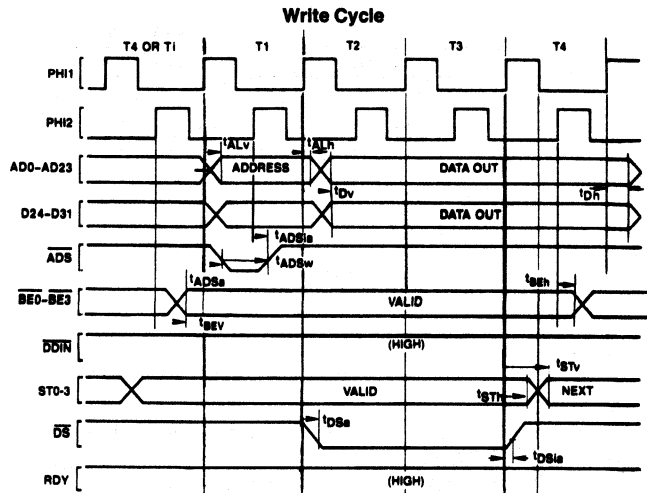 Write Cycle
T4 OR Ti T1 T2 T3 T4
PHI1
PHI2
tALv tALh
AD0-AD23 ADDRESS DATA OUT
tDv tDh
D24-D31 DATA OUT
tADSia
ADS tADSw
tADSa tBEh
BE0-BE3 VALID
tBEV
DDIN (HIGH)
tSTv
ST0-3 VALID tSTh NEXT
DS tDSa
tDSia
RDY (HIGH)